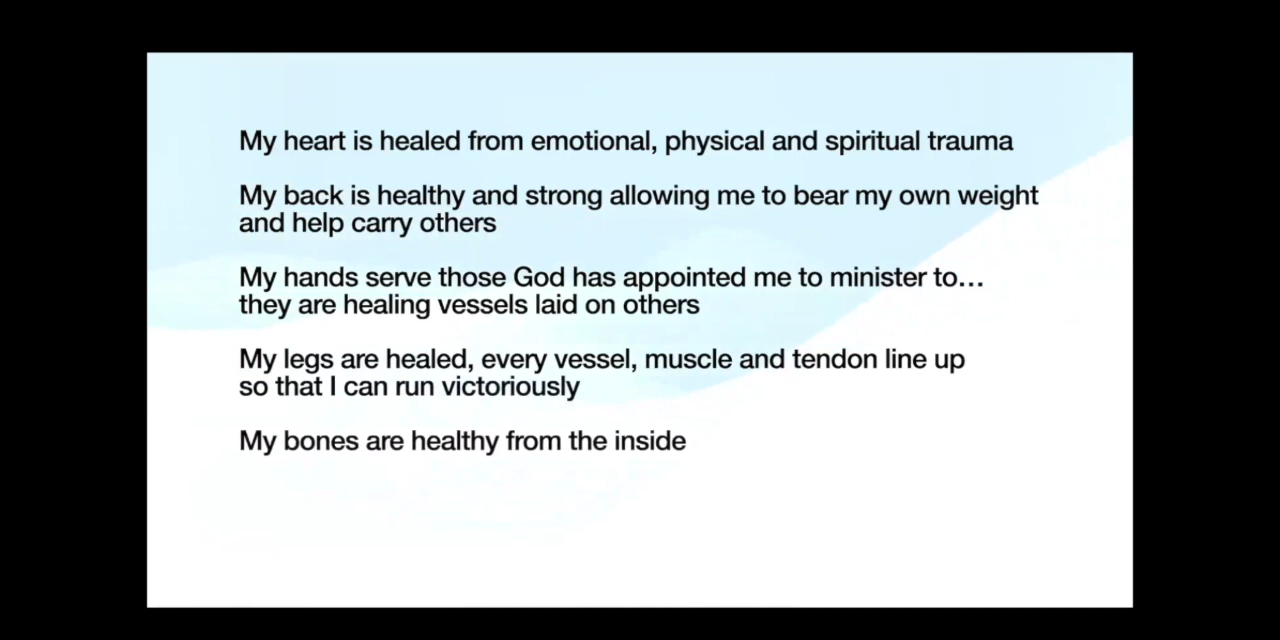 My heart is healed from emotional, physical and spiritual trauma
My back is healthy and strong allowing me to bear my own weight
and help carry others
My hands serve those God has appointed me to minister to…
they are healing vessels laid on others
My legs are healed, every vessel, muscle and tendon line up
so that I can run victoriously
My bones are healthy from the inside